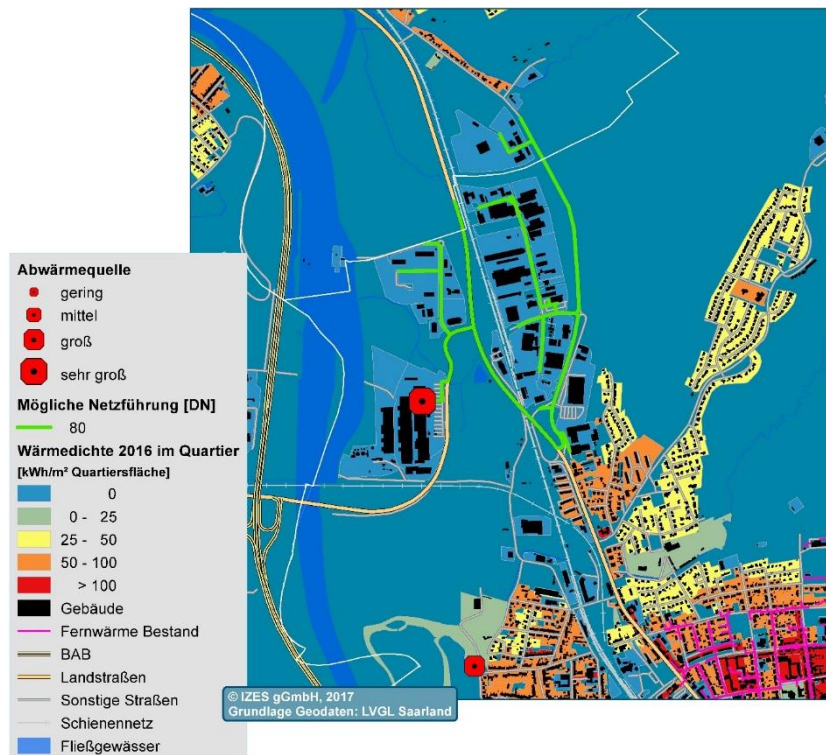 Abwärmequelle
gering
mittel
groß
sehr groß
Mögliche Netzführung [DN]
80
Wärmedichte 2016 im Quartier
[kWh/m² Quartiersfläche]
0
0 - 25
25 - 50
50 - 100
> 100
Gebäude
Fernwärme Bestand
BAB
Landstraßen
Sonstige Straßen
Schienennetz
Fließgewässer
© IZES gGmbH, 2017
Grundlage Geodaten: LVGL Saarland